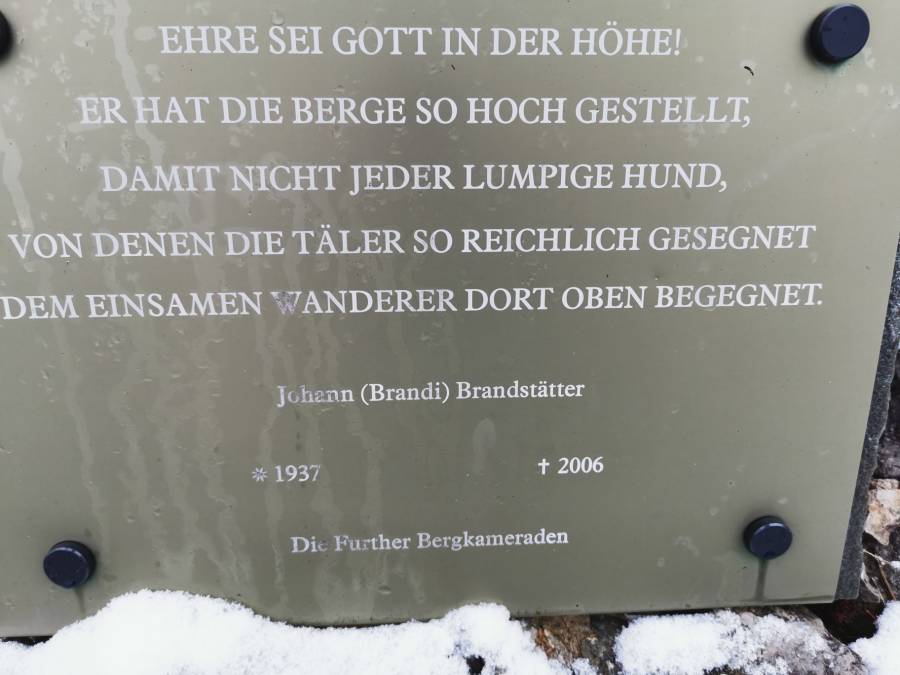 EHRE SEI GOTT IN DER HÖHE!
ER HAT DIE BERGE SO HOCH GESTELLT,
DAMIT NICHT JEDER LUMPIGE HUND,
VON DENEN DIE TÄLER SO REICHLICH GESEGNET
DEM EINSAMEN WANDERER DORT OBEN BEGEGNET.
Johann (Brandi) Brandstätter
* 1937 † 2006
Die Further Bergkameraden